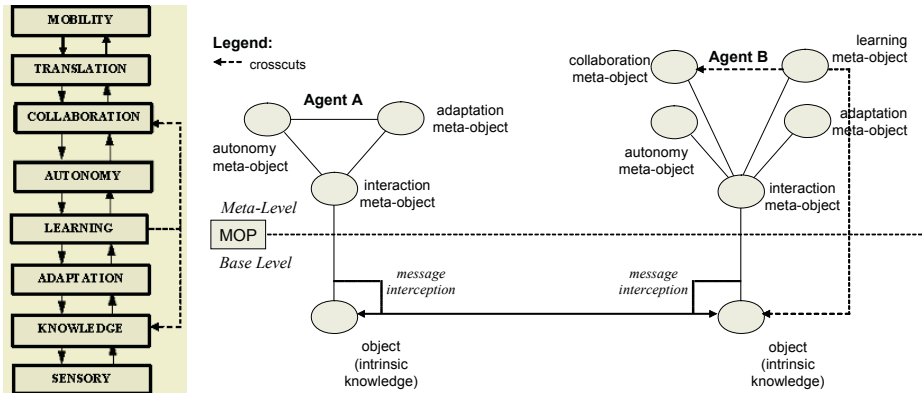 MOBILITY
TRANSLATION
COLLABORATION
AUTONOMY
LEARNING
ADAPTATION
KNOWLEDGE
SENSORY
Legend:
crosscuts
Agent A
autonomy
meta-object
adaptation
meta-object
interaction
meta-object
Meta-Level
MOP
Base Level
message
interception
object
(intrinsic
knowledge)
collaboration
meta-object
Agent B
learning
meta-object
autonomy
meta-object
adaptation
meta-object
interaction
meta-object
message
interception
object
(intrinsic
knowledge)